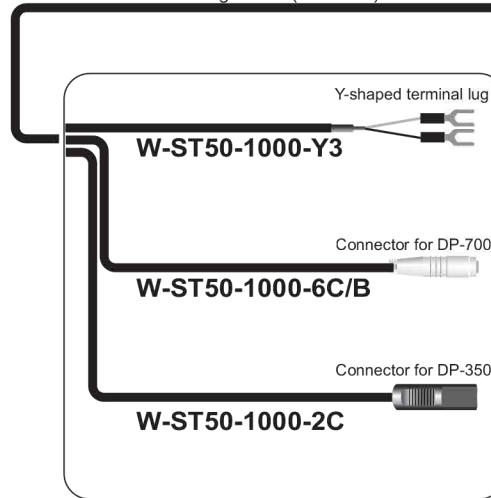 Y-shaped terminal lug
W-ST50-1000-Y3
Connector for DP-700
W-ST50-1000-6C/B
Connector for DP-350
W-ST50-1000-2C